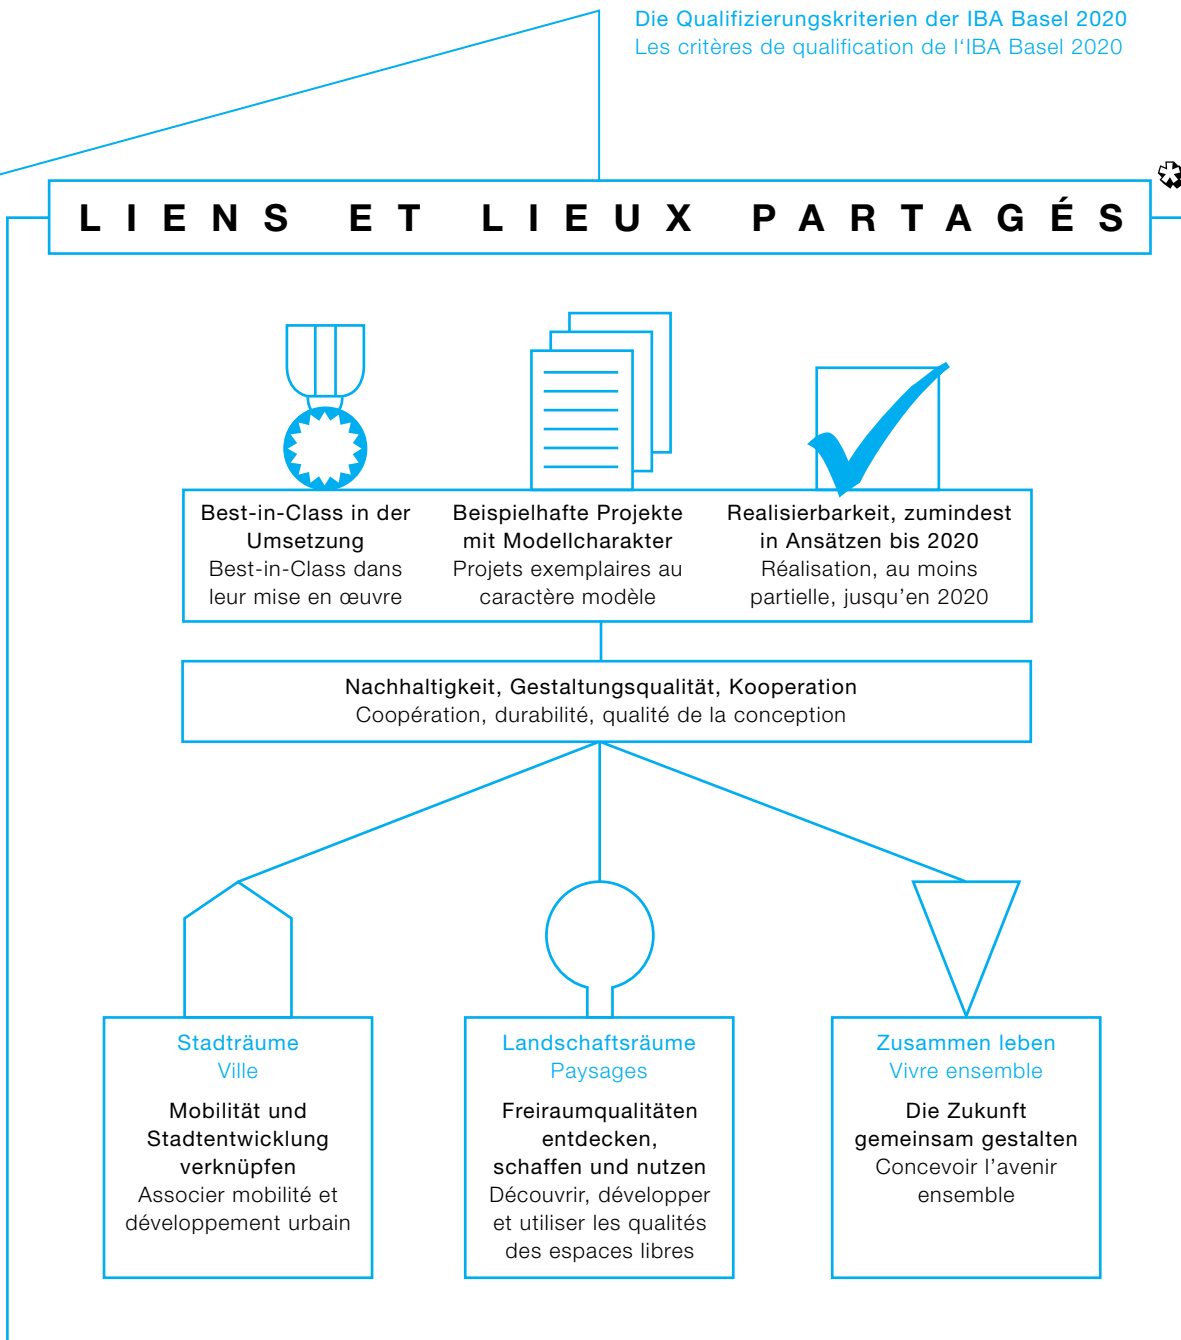 Die Qualifizierungskriterien der IBA Basel 2020
Les critères de qualification de l‘IBA Basel 2020
LIENS ET LIEUX PARTAGÉS
Best-in-Class in der
Umsetzung
Best-in-Class dans
leur mise en œuvre
Beispielhafte Projekte
mit Modellcharakter
Projets exemplaires au
caractère modèle
Realisierbarkeit, zumindest
in Ansätzen bis 2020
Réalisation, au moins
partielle, jusqu’en 2020
Nachhaltigkeit, Gestaltungsqualität, Kooperation
Coopération, durabilité, qualité de la conception
Stadträume
Ville
Mobilität und
Stadtentwicklung
verknüpfen
Associer mobilité et
développement urbain
Landschaftsräume
Paysages
Freiraumqualitäten
entdecken,
schaffen und nutzen
Découvrir, développer
et utiliser les qualités
des espaces libres
Zusammen leben
Vivre ensemble
Die Zukunft
gemeinsam gestalten
Concevoir l’avenir
ensemble